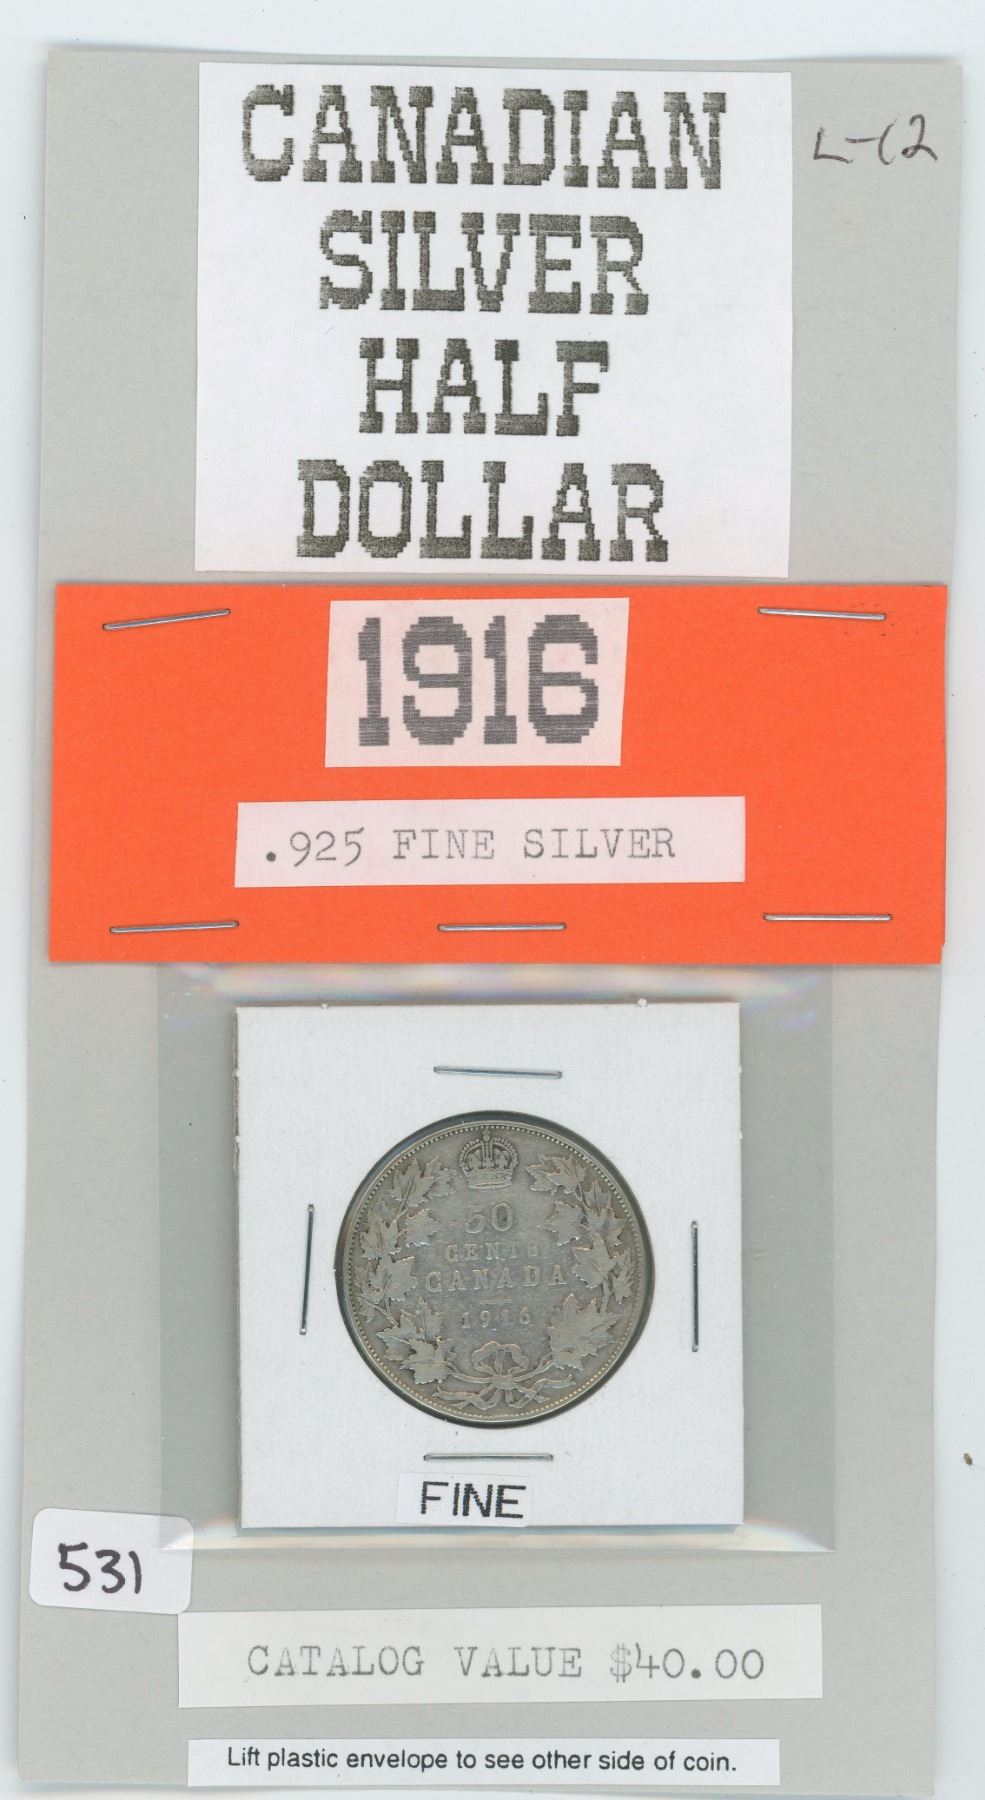 CANADIAN
SILVER
HALF
DOLLAR
L-12
1916
.925 FINE SILVER
50
CENTS
CANADA
1916
FINE
531
CATALOG VALUE $40.00
Lift plastic envelope to see other side of coin.